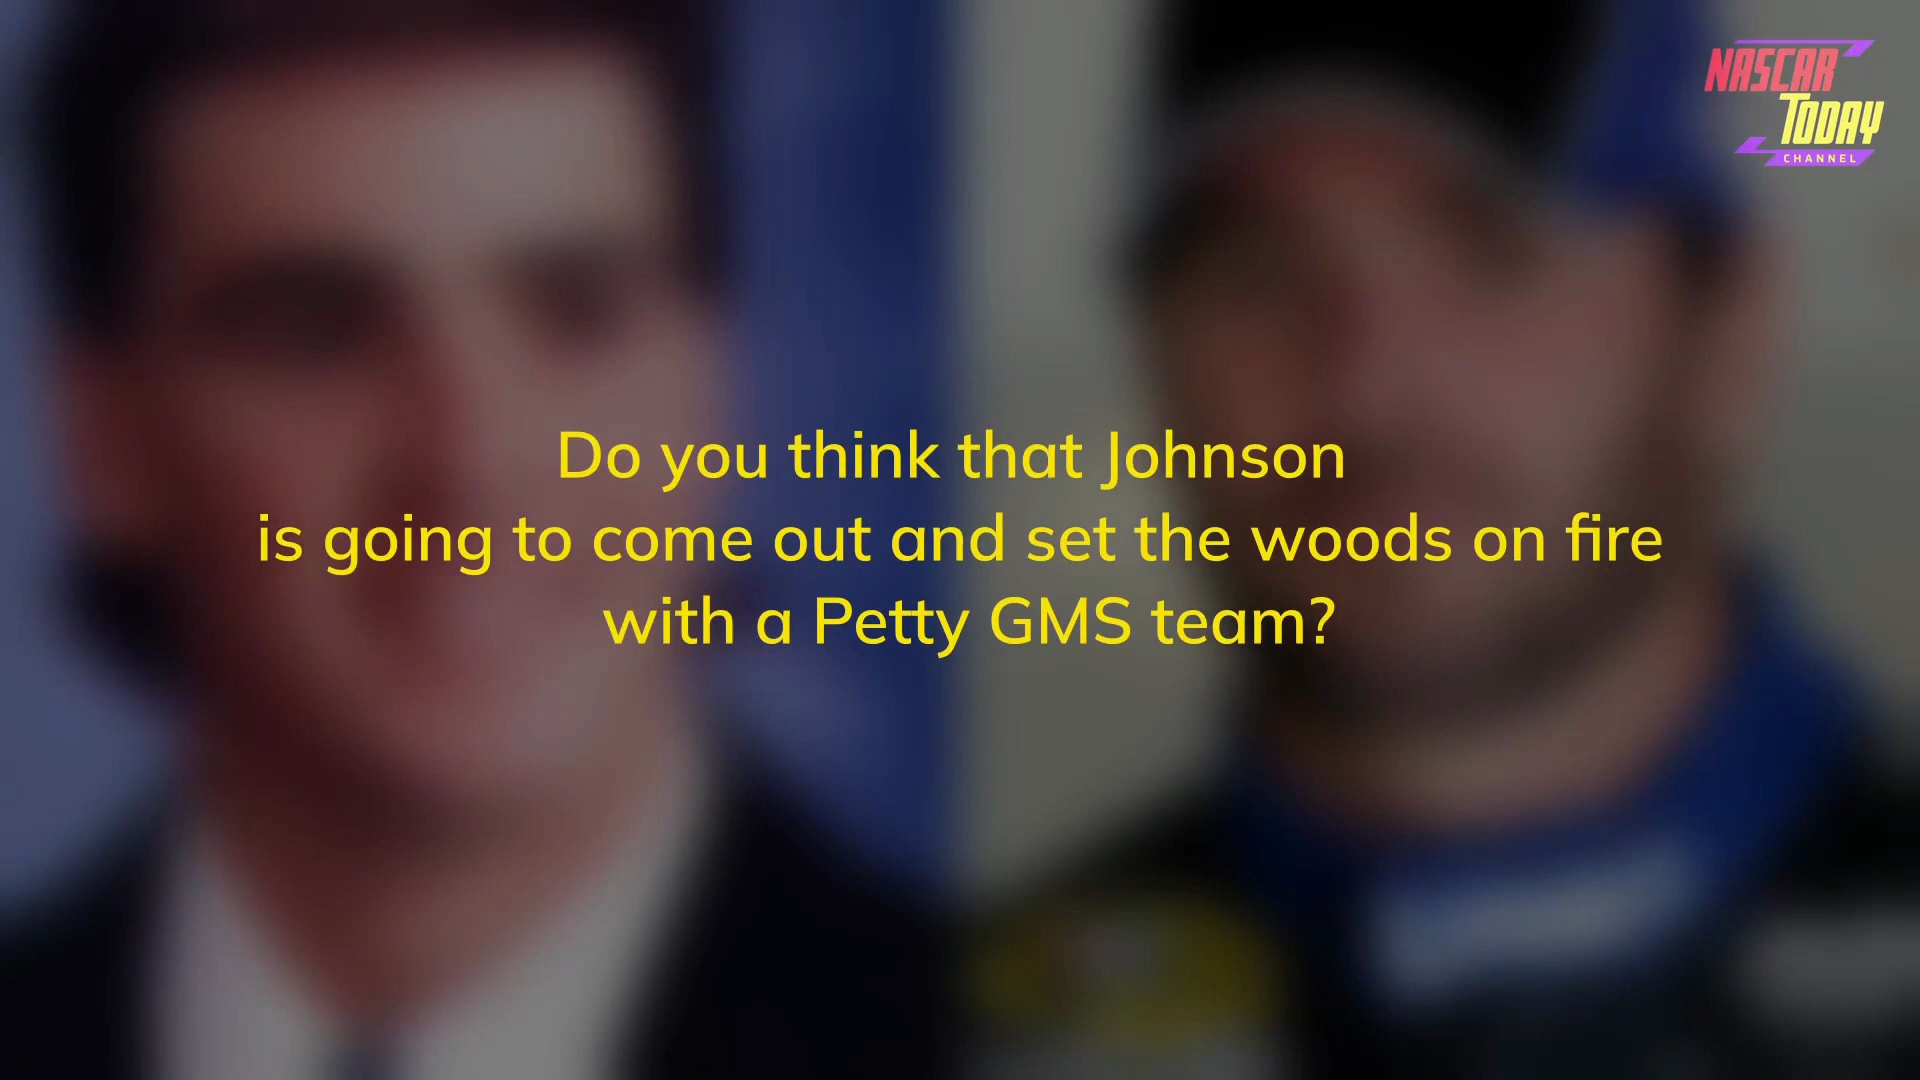 NASCAR
TODAY
CHANNEL
Do you think that Johnson
is going to come out and set the woods on fire
with a Petty GMS team?